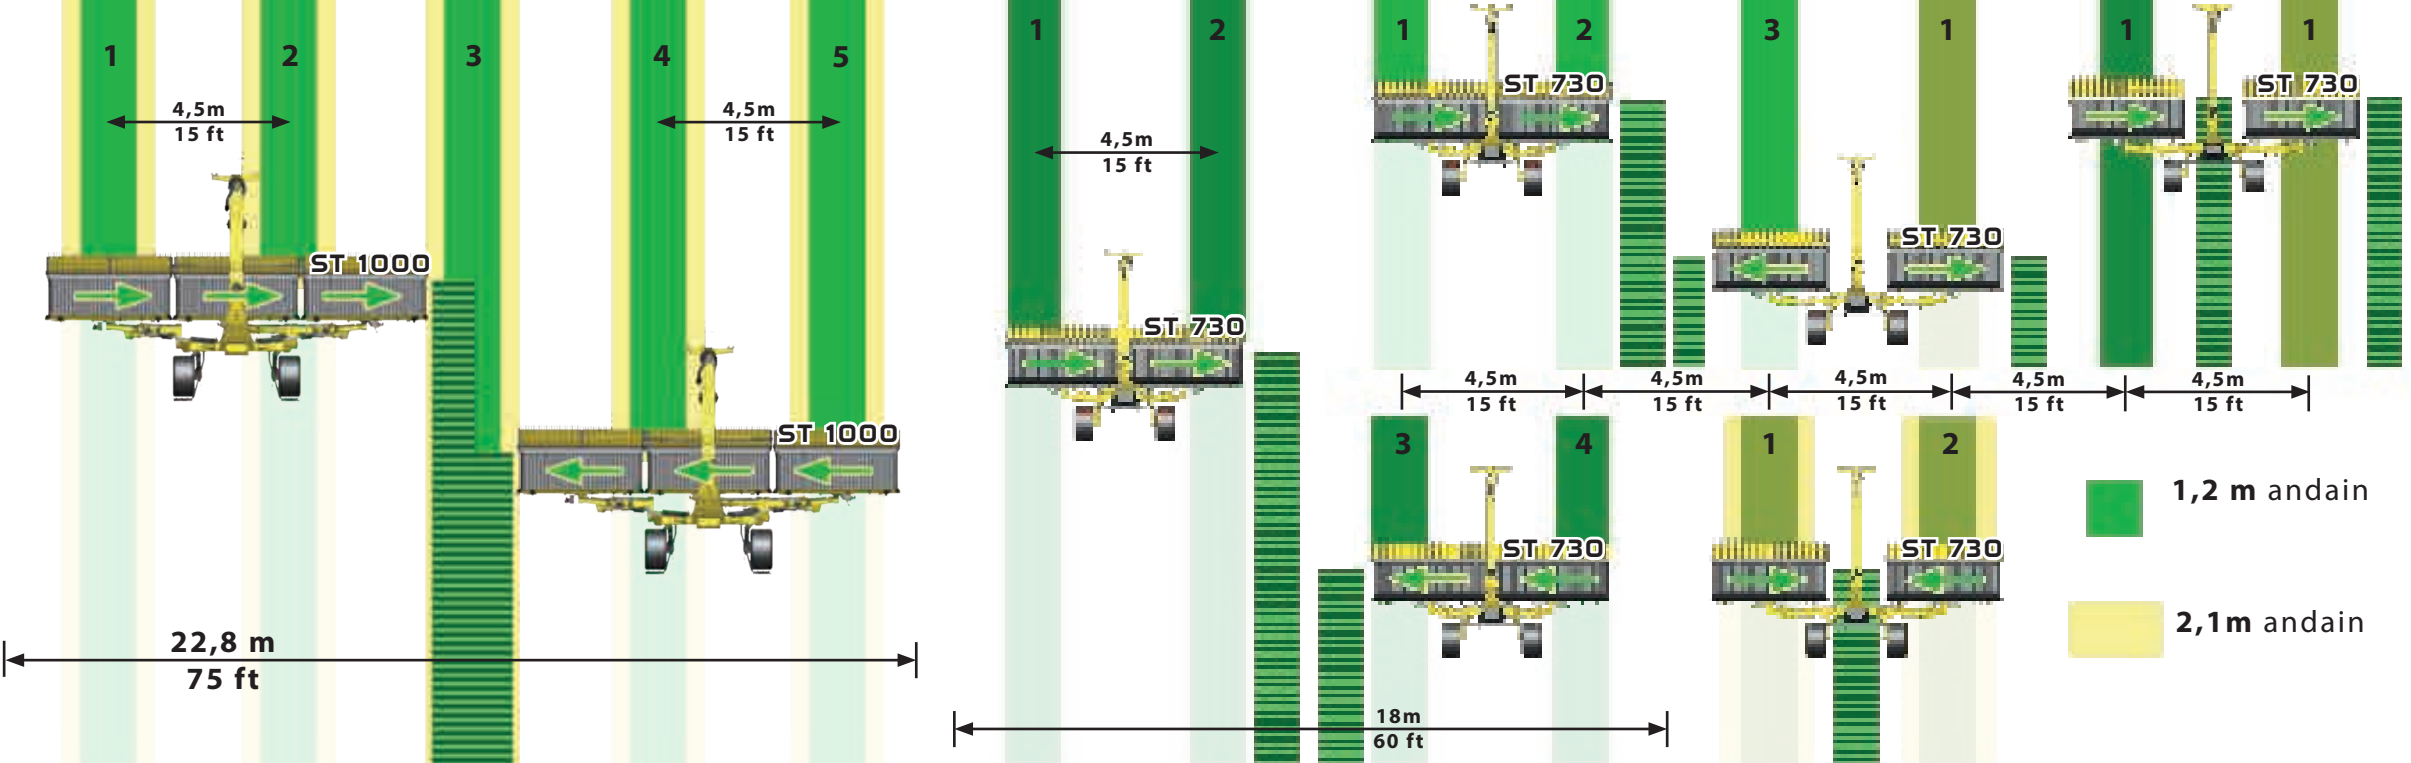 1 2 3 4 5
4,5m
15 ft
4,5m
15 ft
ST 1000
ST 1000
22,8 m
75 ft
1 2
4,5m
15 ft
ST 730
1 2 3 1 1 1
ST 730
ST 730
ST 730
4,5m 4,5m 4,5m 4,5m 4,5m
15 ft 15 ft 15 ft 15 ft 15 ft
3 4
ST 730
1 2
ST 730
18m
60 ft
1,2 m andain
2,1m andain